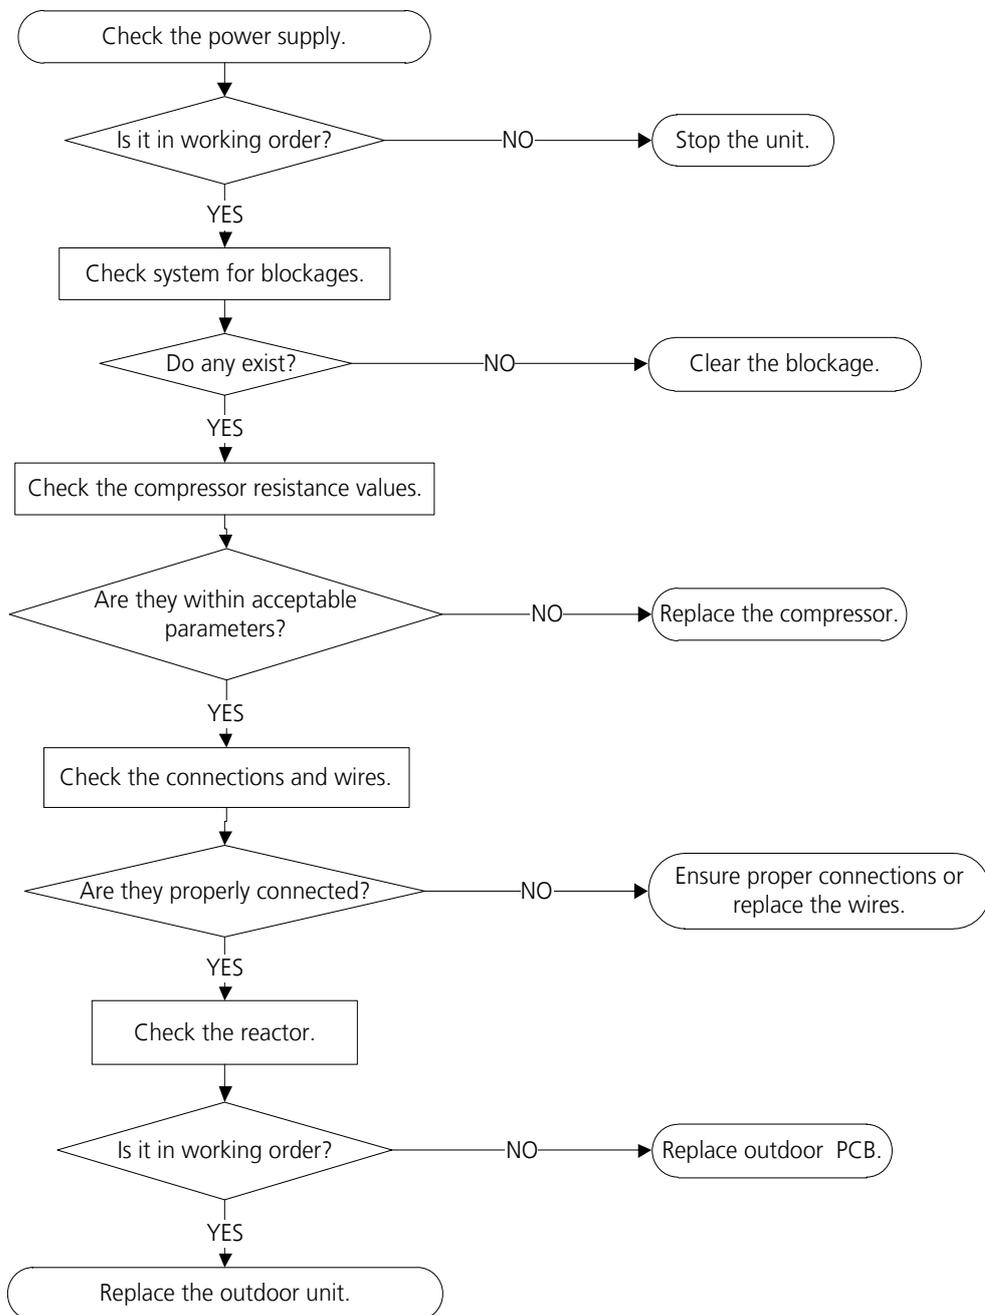 Check the power supply.
Is it in working order?
NO
Stop the unit.
YES
Check system for blockages.
Do any exist?
NO
Clear the blockage.
YES
Check the compressor resistance values.
Are they within acceptable
parameters?
NO
Replace the compressor.
YES
Check the connections and wires.
Are they properly connected?
NO
Ensure proper connections or
replace the wires.
YES
Check the reactor.
Is it in working order?
NO
Replace outdoor PCB.
YES
Replace the outdoor unit.